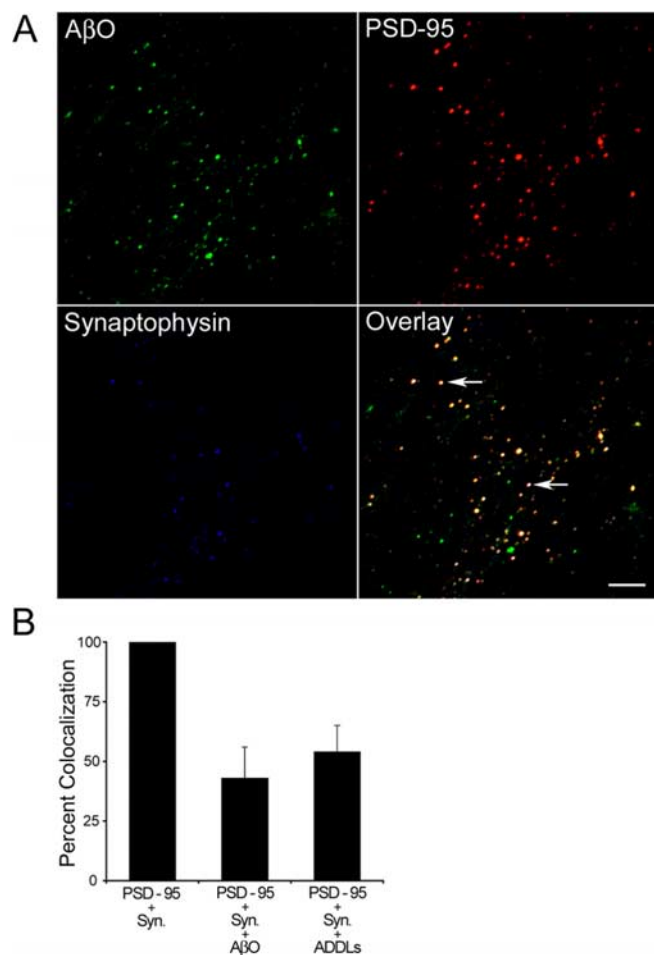 A
AβO
PSD-95
Synaptophysin
Overlay
B
Percent Colocalization
100
75
50
25
0
PSD-95
+
Syn.
PSD-95
+
Syn.
+
AβO
PSD-95
+
Syn.
+
ADDLs